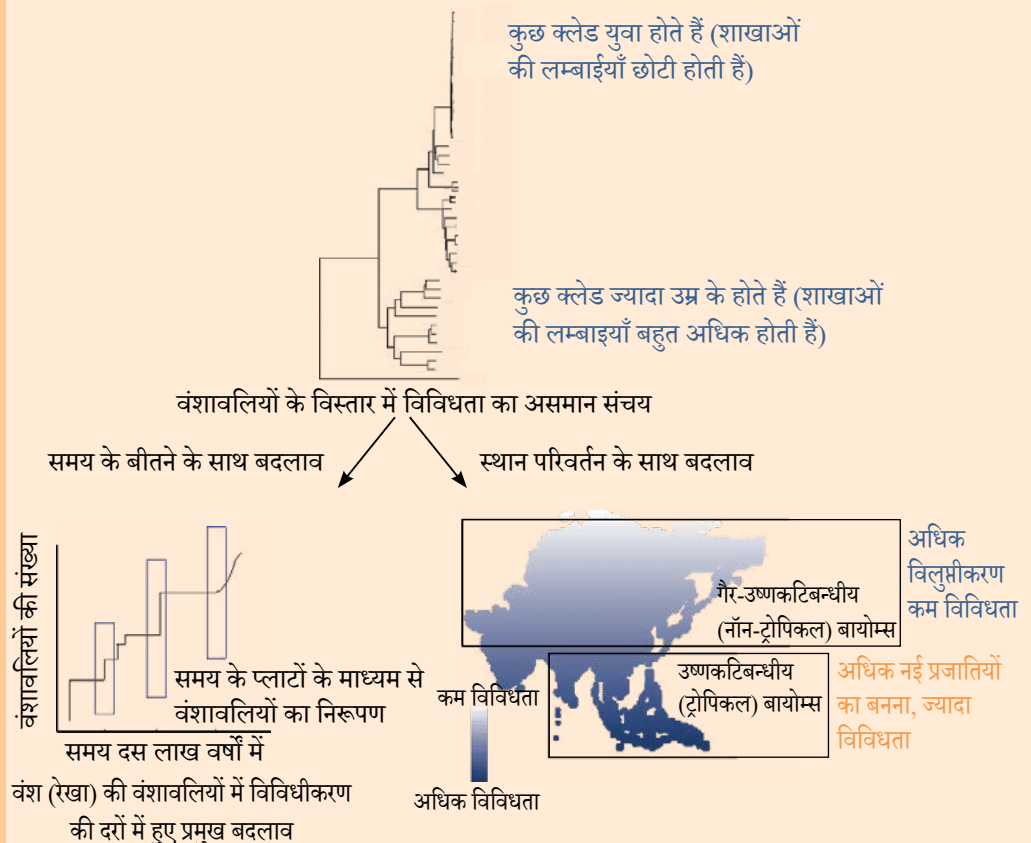 कुछ क्लेड युवा होते हैं (शाखाओं
की लम्बाईयाँ छोटी होती हैं)
कुछ क्लेड ज्यादा उम्र के होते हैं (शाखाओं
की लम्बाइयाँ बहुत अधिक होती हैं)
वंशावलियों के विस्तार में विविधता का असमान संचय
समय के बीतने के साथ बदलाव
स्थान परिवर्तन के साथ बदलाव
वंशावलियों की संख्या
समय के प्लाटों के माध्यम से
वंशावलियों का निरूपण
समय दस लाख वर्षों में
वंश (रेखा) की वंशावलियों में विविधीकरण
की दरों में हुए प्रमुख बदलाव
गैर-उष्णकटिबन्धीय
(नॉन-ट्रोपिकल) बायोम्स
अधिक
विलुप्तीकरण
कम विविधता
उष्णकटिबन्धीय
(ट्रोपिकल) बायोम्स
अधिक नई प्रजातियों
का बनना, ज्यादा
विविधता
कम विविधता
अधिक विविधता